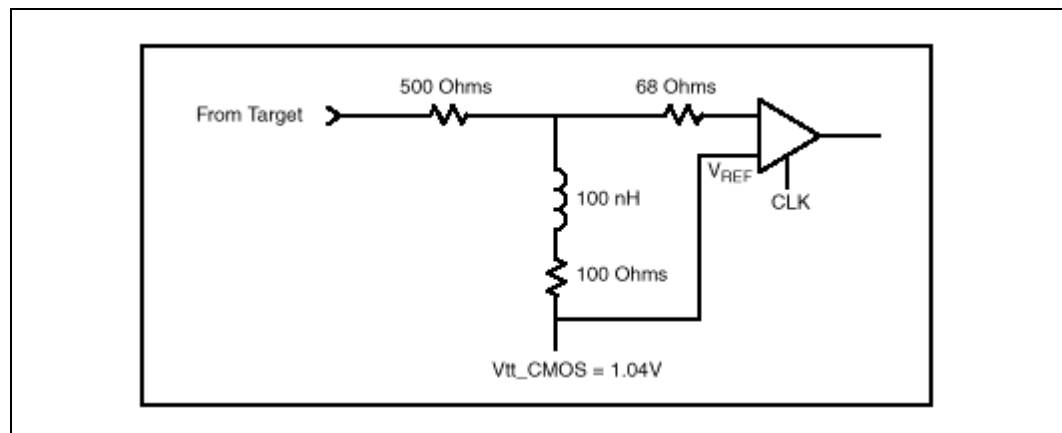 500 Ohms
68 Ohms
From Target
VREF
100 nH
CLK
100 Ohms
Vtt_CMOS = 1.04V